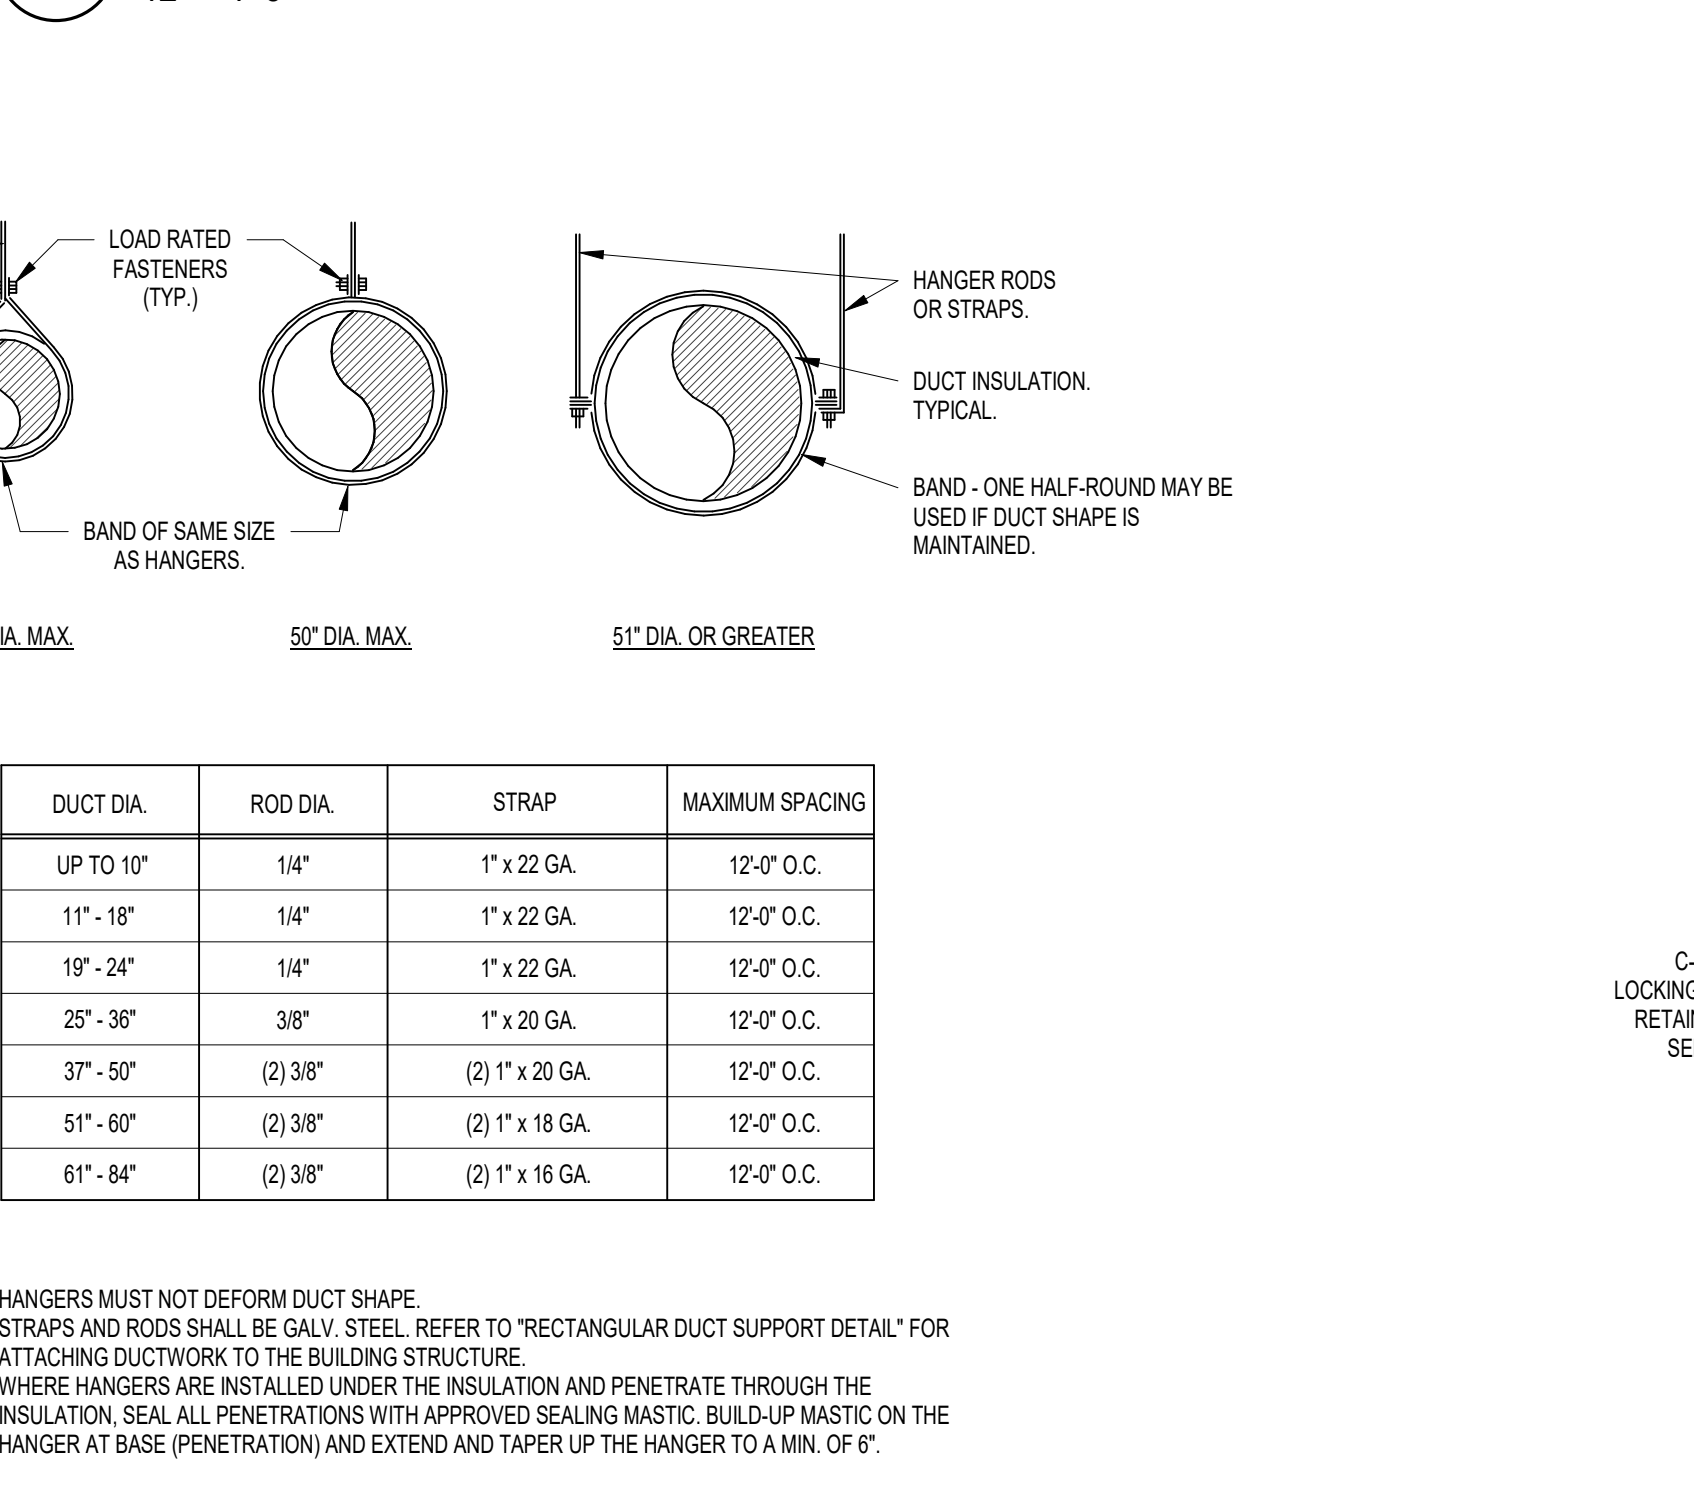 LOAD RATED
FASTENERS
(TYP.)
HANGER RODS
OR STRAPS.
DUCT INSULATION.
TYPICAL.
BAND - ONE HALF-ROUND MAY BE
USED IF DUCT SHAPE IS
MAINTAINED.
BAND OF SAME SIZE
AS HANGERS.
IA. MAX.
50" DIA. MAX.
51" DIA. OR GREATER
DUCT DIA. ROD DIA. STRAP MAXIMUM SPACING
UP TO 10" 1/4" 1" x 22 GA. 12'-0" O.C.
11" - 18" 1/4" 1" x 22 GA. 12'-0" O.C.
19" - 24" 1/4" 1" x 22 GA. 12'-0" O.C.
25" - 36" 3/8" 1" x 20 GA. 12'-0" O.C.
37" - 50" (2) 3/8" (2) 1" x 20 GA. 12'-0" O.C.
51" - 60" (2) 3/8" (2) 1" x 18 GA. 12'-0" O.C.
61" - 84" (2) 3/8" (2) 1" x 16 GA. 12'-0" O.C.
C-
LOCKING
RETAI
SE
HANGERS MUST NOT DEFORM DUCT SHAPE.
STRAPS AND RODS SHALL BE GALV. STEEL. REFER TO "RECTANGULAR DUCT SUPPORT DETAIL" FOR
ATTACHING DUCTWORK TO THE BUILDING STRUCTURE.
WHERE HANGERS ARE INSTALLED UNDER THE INSULATION AND PENETRATE THROUGH THE
INSULATION, SEAL ALL PENETRATIONS WITH APPROVED SEALING MASTIC. BUILD-UP MASTIC ON THE
HANGER AT BASE (PENETRATION) AND EXTEND AND TAPER UP THE HANGER TO A MIN. OF 6".